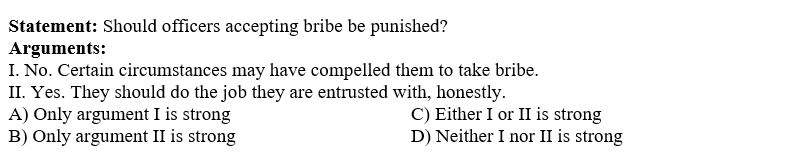 Statement: Should officers accepting bribe be punished?
Arguments:
I. No. Certain circumstances may have compelled them to take bribe.
II. Yes. They should do the job they are entrusted with, honestly.
A) Only argument I is strong C) Either I or II is strong
B) Only argument II is strong D) Neither I nor II is strong